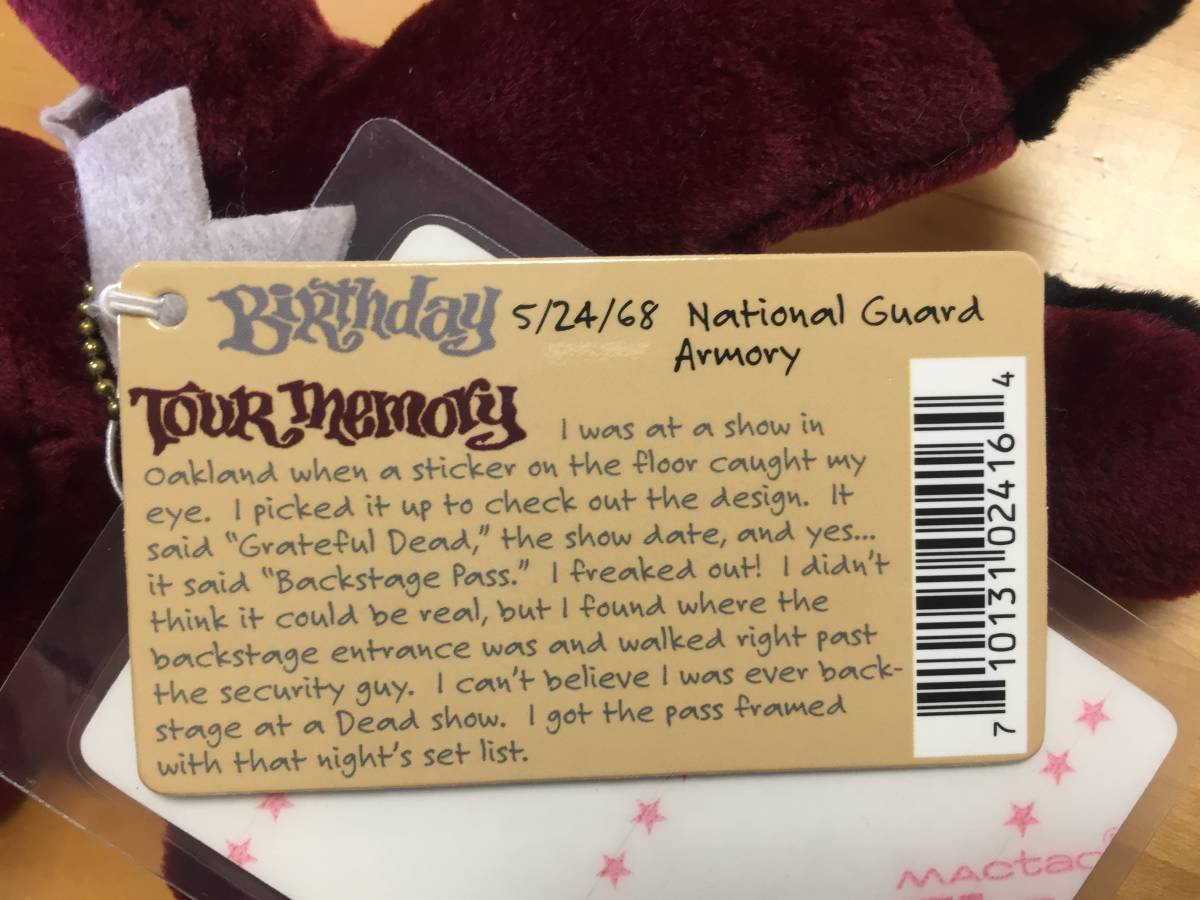 Birthday 5/24/68 National Guard
Armory
Tour Memory I was at a show in
Oakland when a sticker on the floor caught my
eye. I picked it up to check out the design. It
said "Grateful Dead," the show date, and yes...
it said "Backstage Pass." I freaked out! I didn't
think it could be real, but I found where the
backstage entrance was and walked right past
the security guy. I can't believe I was ever back-
stage at a Dead show. I got the pass framed
with that night's set list.
7 10131 02416 4
MACtac